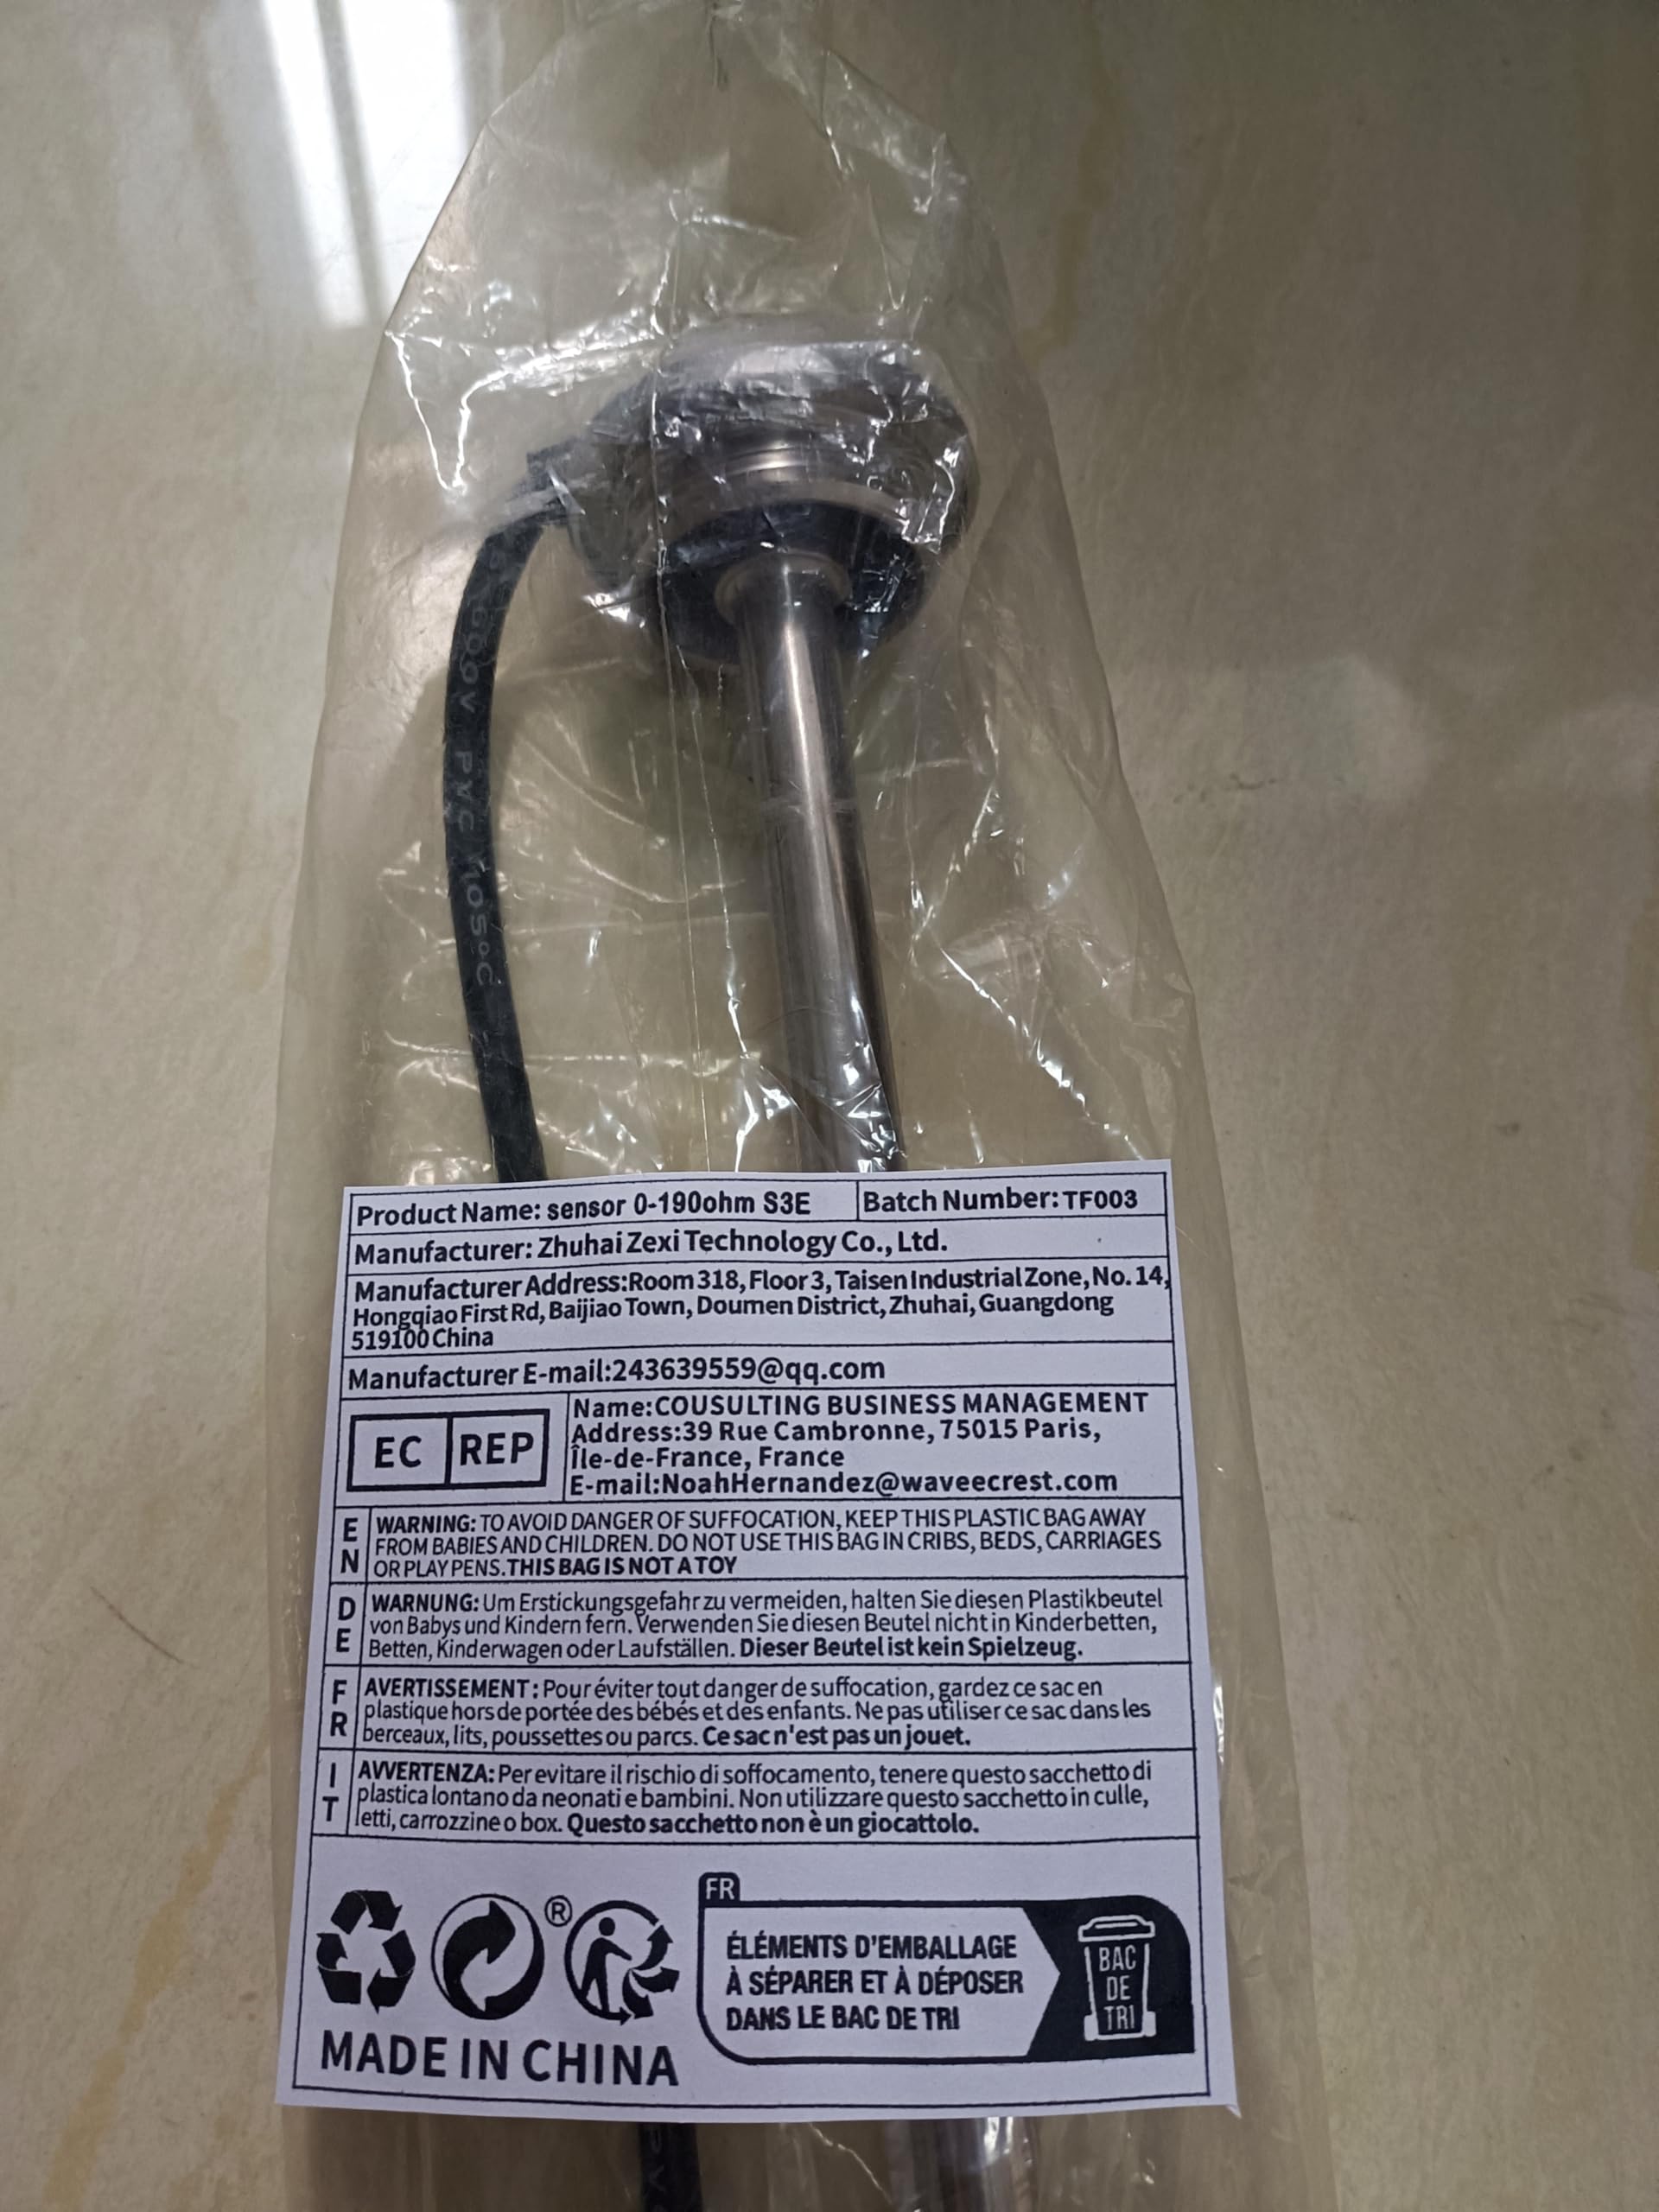 600V PVC 105°C
Product Name: sensor 0-190ohm S3E
Batch Number: TF003
Manufacturer: Zhuhai Zexi Technology Co., Ltd.
Manufacturer Address:Room 318, Floor 3, Taisen Industrial Zone, No. 14,
Hongqiao First Rd, Baijiao Town, Doumen District, Zhuhai, Guangdong
519100 China
Manufacturer E-mail:243639559@qq.com
EC REP
Name:COUSULTING BUSINESS MANAGEMENT
Address:39 Rue Cambronne, 75015 Paris,
Île-de-France, France
E-mail:NoahHernandez@waveecrest.com
EN
WARNING: TO AVOID DANGER OF SUFFOCATION, KEEP THIS PLASTIC BAG AWAY
FROM BABIES AND CHILDREN. DO NOT USE THIS BAG IN CRIBS, BEDS, CARRIAGES
OR PLAY PENS. THIS BAG IS NOT A TOY
DE
WARNUNG: Um Erstickungsgefahr zu vermeiden, halten Sie diesen Plastikbeutel
von Babys und Kindern fern. Verwenden Sie diesen Beutel nicht in Kinderbetten,
Betten, Kinderwagen oder Laufställen. Dieser Beutel ist kein Spielzeug.
FR
AVERTISSEMENT: Pour éviter tout danger de suffocation, gardez ce sac en
plastique hors de portée des bébés et des enfants. Ne pas utiliser ce sac dans les
berceaux, lits, poussettes ou parcs. Ce sac n'est pas un jouet.
IT
AVVERTENZA: Per evitare il rischio di soffocamento, tenere questo sacchetto di
plastica lontano da neonati e bambini. Non utilizzare questo sacchetto in culle,
letti, carrozzine o box. Questo sacchetto non è un giocattolo.
®
FR
ÉLÉMENTS D'EMBALLAGE
À SÉPARER ET À DÉPOSER
DANS LE BAC DE TRI
BAC
DE
TRI
MADE IN CHINA